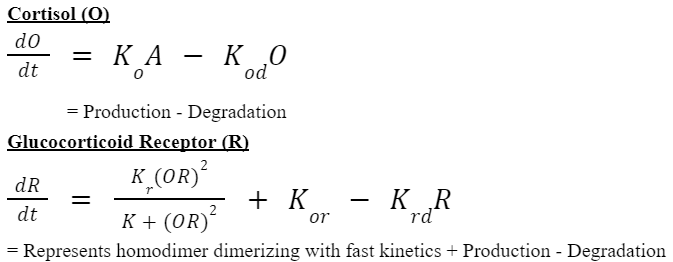 Cortisol (O)
dO/dt = K_o A − K_od O
= Production - Degradation
Glucocorticoid Receptor (R)
dR/dt = K_r(OR)^2 / K + (OR)^2 + K_or − K_rd R
= Represents homodimer dimerizing with fast kinetics + Production - Degradation